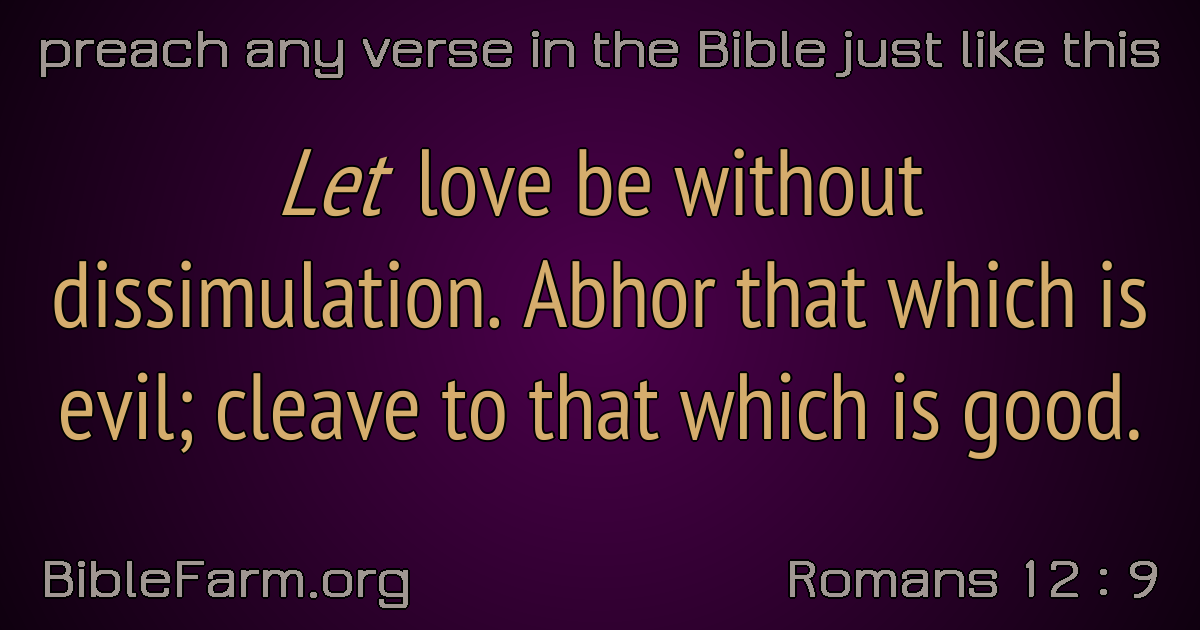 preach any verse in the Bible just like this
Let love be without
dissimulation. Abhor that which is
evil; cleave to that which is good.
BibleFarm.org
Romans 12 : 9